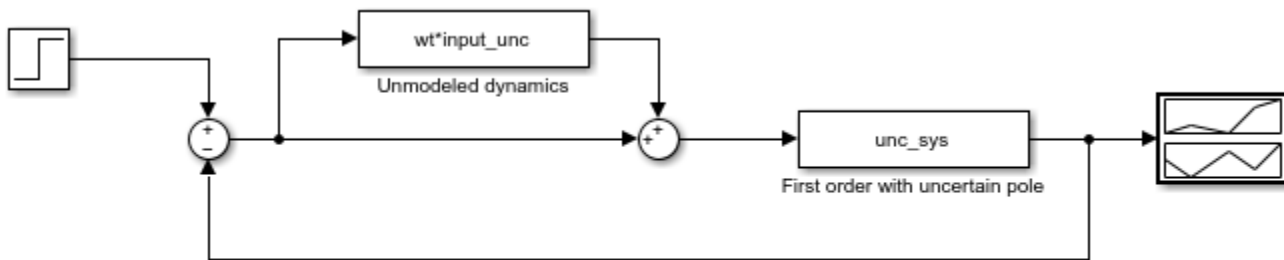 wt*input_unc
Unmodeled dynamics
+
−
+
+
unc_sys
First order with uncertain pole